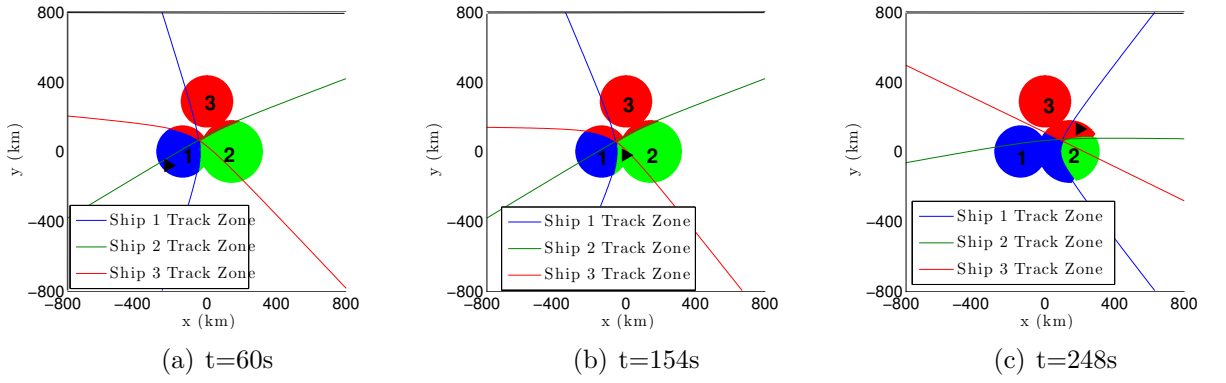 800
400
0
−400
−800
−800
−400
0
400
800
y (km)
x (km)
1
2
3
Ship 1 Track Zone
Ship 2 Track Zone
Ship 3 Track Zone
(a) t=60s
800
400
0
−400
−800
−800
−400
0
400
800
y (km)
x (km)
1
2
3
Ship 1 Track Zone
Ship 2 Track Zone
Ship 3 Track Zone
(b) t=154s
800
400
0
−400
−800
−800
−400
0
400
800
y (km)
x (km)
1
2
3
Ship 1 Track Zone
Ship 2 Track Zone
Ship 3 Track Zone
(c) t=248s